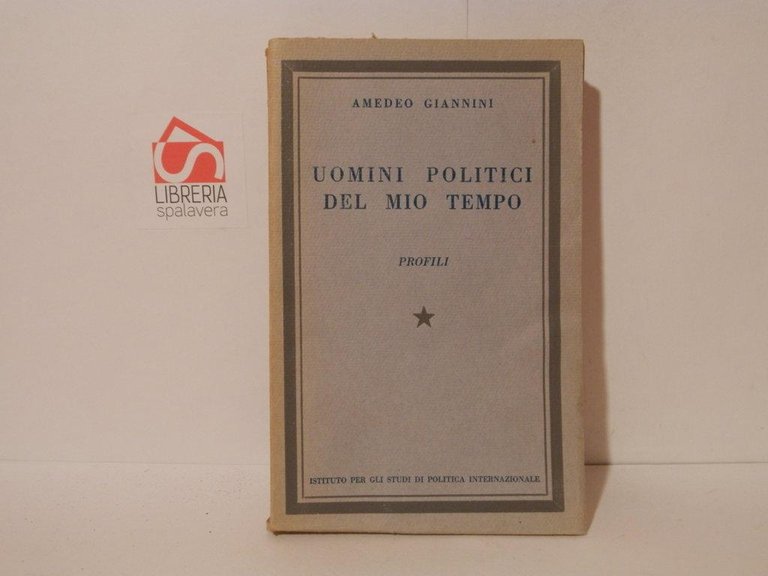 AMEDEO GIANNINI
UOMINI POLITICI
DEL MIO TEMPO
PROFILI
ISTITUTO PER GLI STUDI DI POLITICA INTERNAZIONALE
LIBRERIA
spalavera